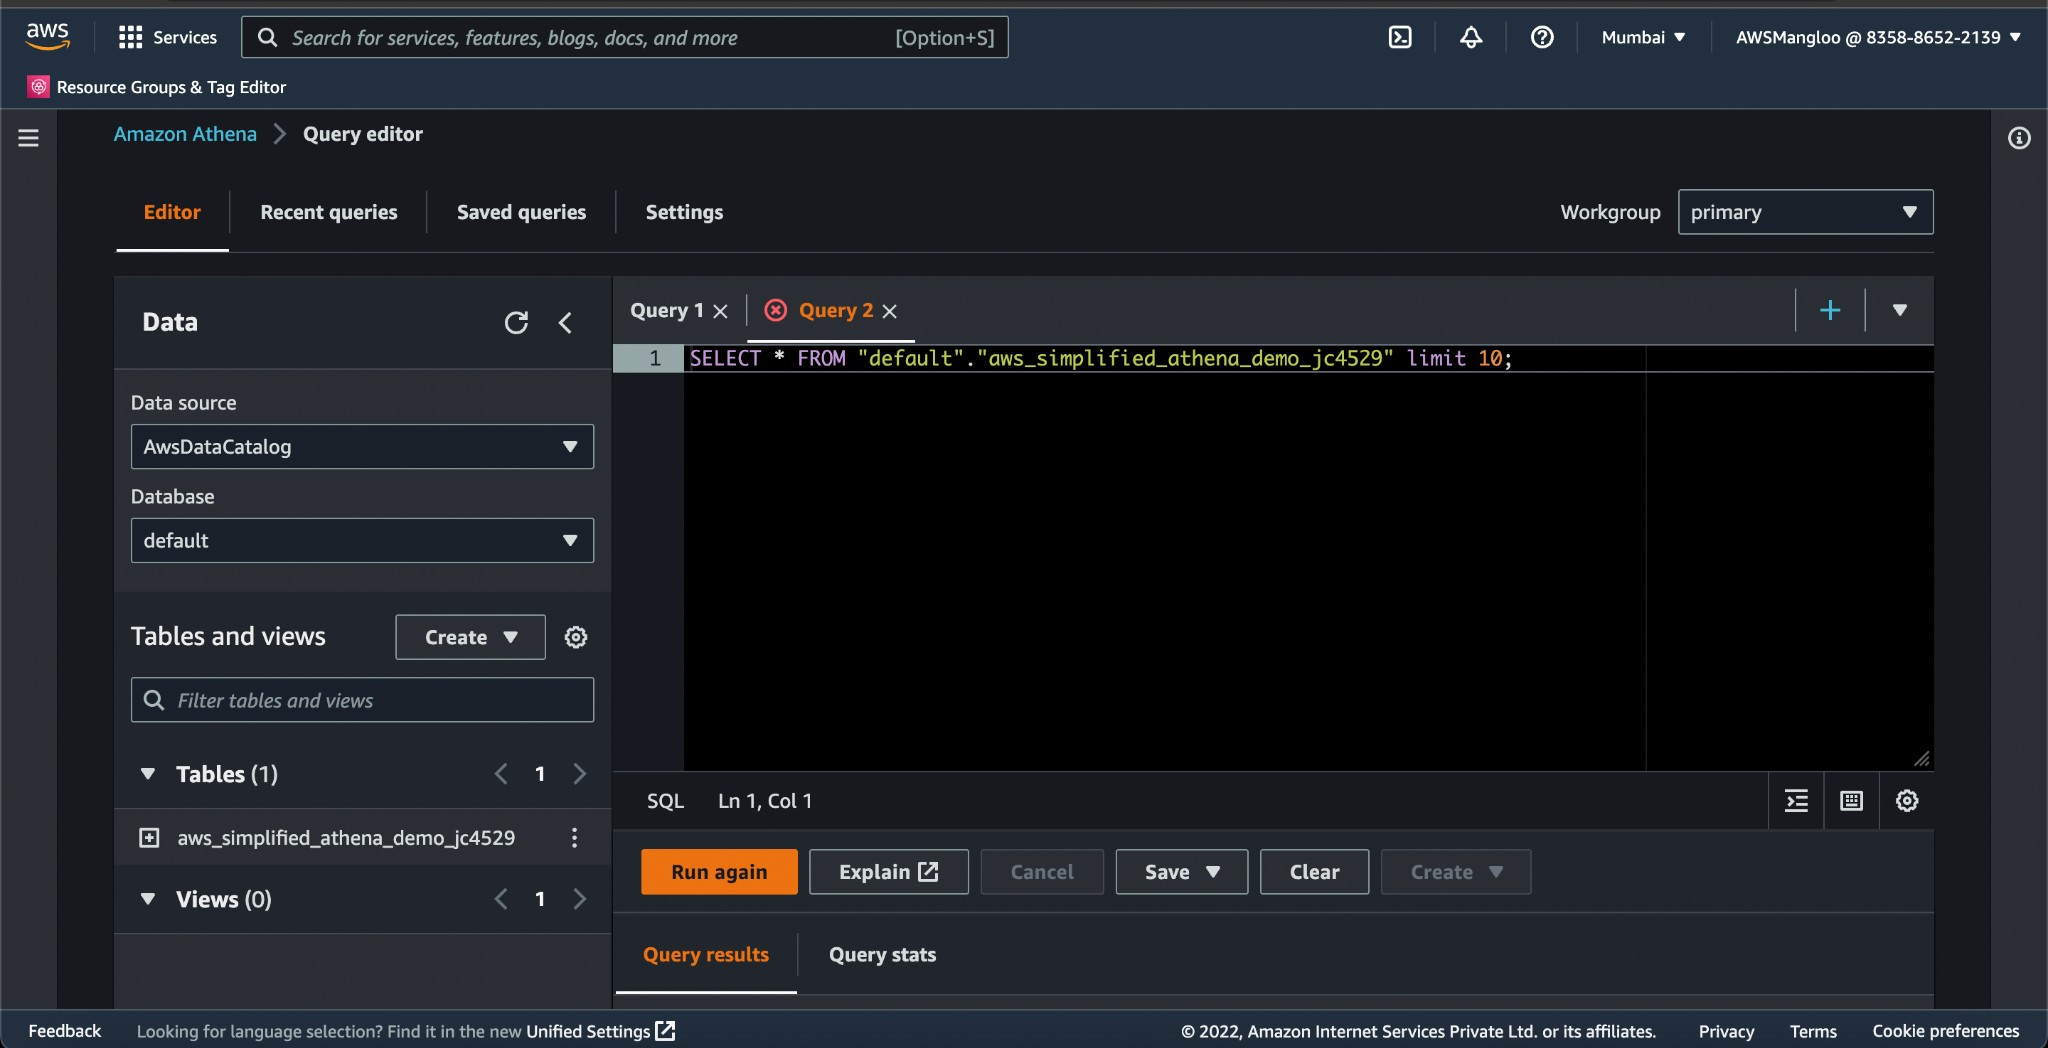 aws
Services
Search for services, features, blogs, docs, and more
[Option+S]
Mumbai
AWSMangloo @ 8358-8652-2139
Resource Groups & Tag Editor
Amazon Athena
Query editor
Editor
Recent queries
Saved queries
Settings
Workgroup
primary
Data
Data source
AwsDataCatalog
Database
default
Tables and views
Create
Filter tables and views
Tables (1)
1
aws_simplified_athena_demo_jc4529
Views (0)
1
Query 1
Query 2
1
SELECT * FROM "default"."aws_simplified_athena_demo_jc4529" limit 10;
SQL
Ln 1, Col 1
Run again
Explain
Cancel
Save
Clear
Create
Query results
Query stats
Feedback
Looking for language selection? Find it in the new Unified Settings
© 2022, Amazon Internet Services Private Ltd. or its affiliates.
Privacy
Terms
Cookie preferences